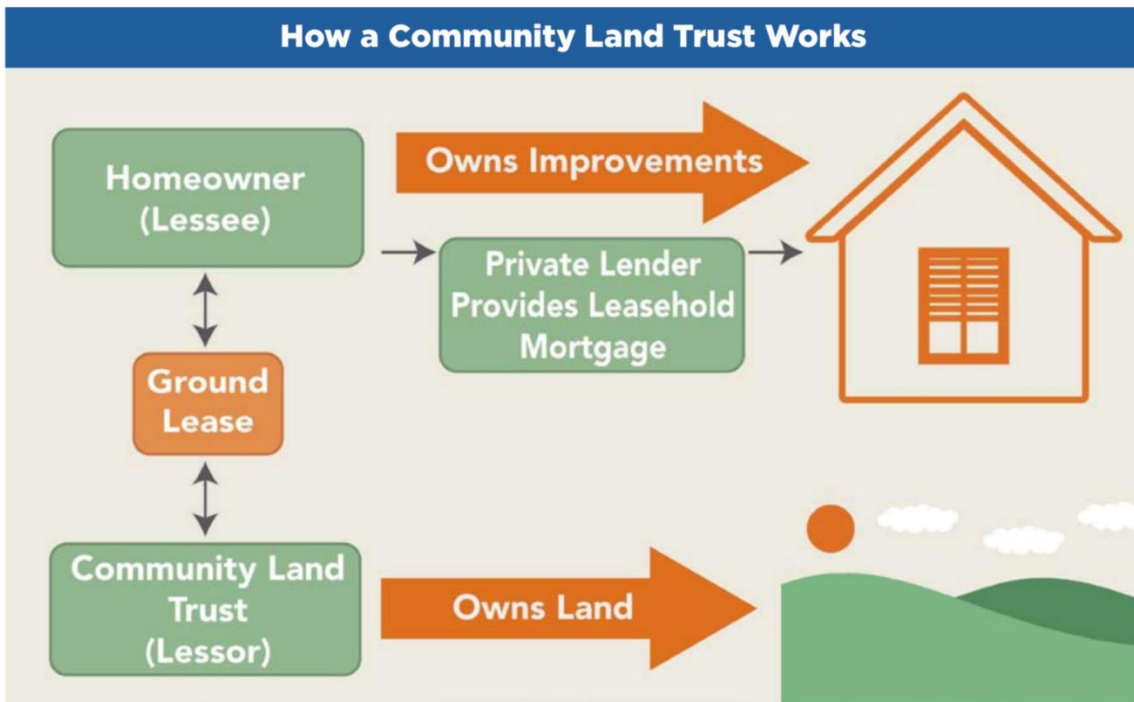 How a Community Land Trust Works
Homeowner
(Lessee)
Owns Improvements
Private Lender
Provides Leasehold
Mortgage
Ground
Lease
Community Land
Trust
(Lessor)
Owns Land